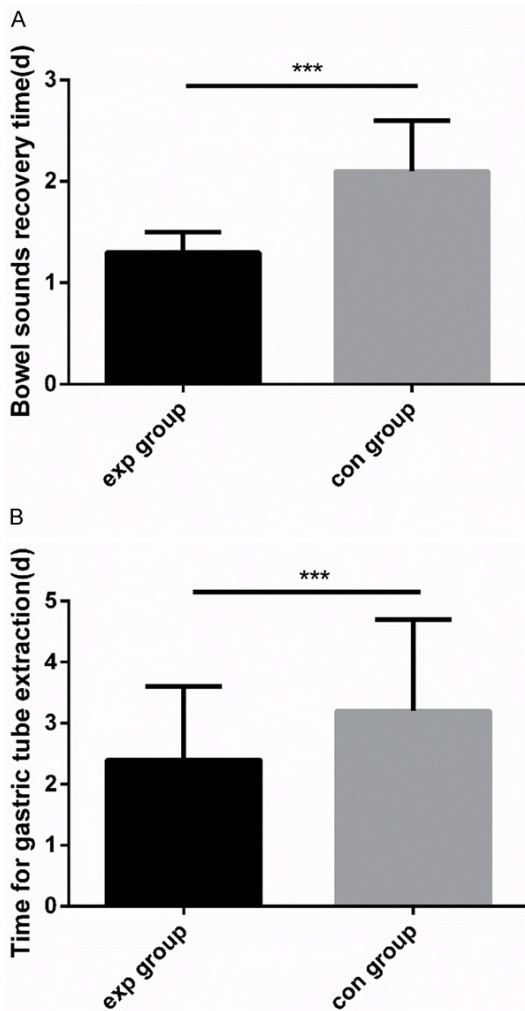 A
Bowel sounds recovery time(d)
***
3
2
1
0
exp group
con group
B
Time for gastric tube extraction(d)
***
5
4
3
2
1
0
exp group
con group